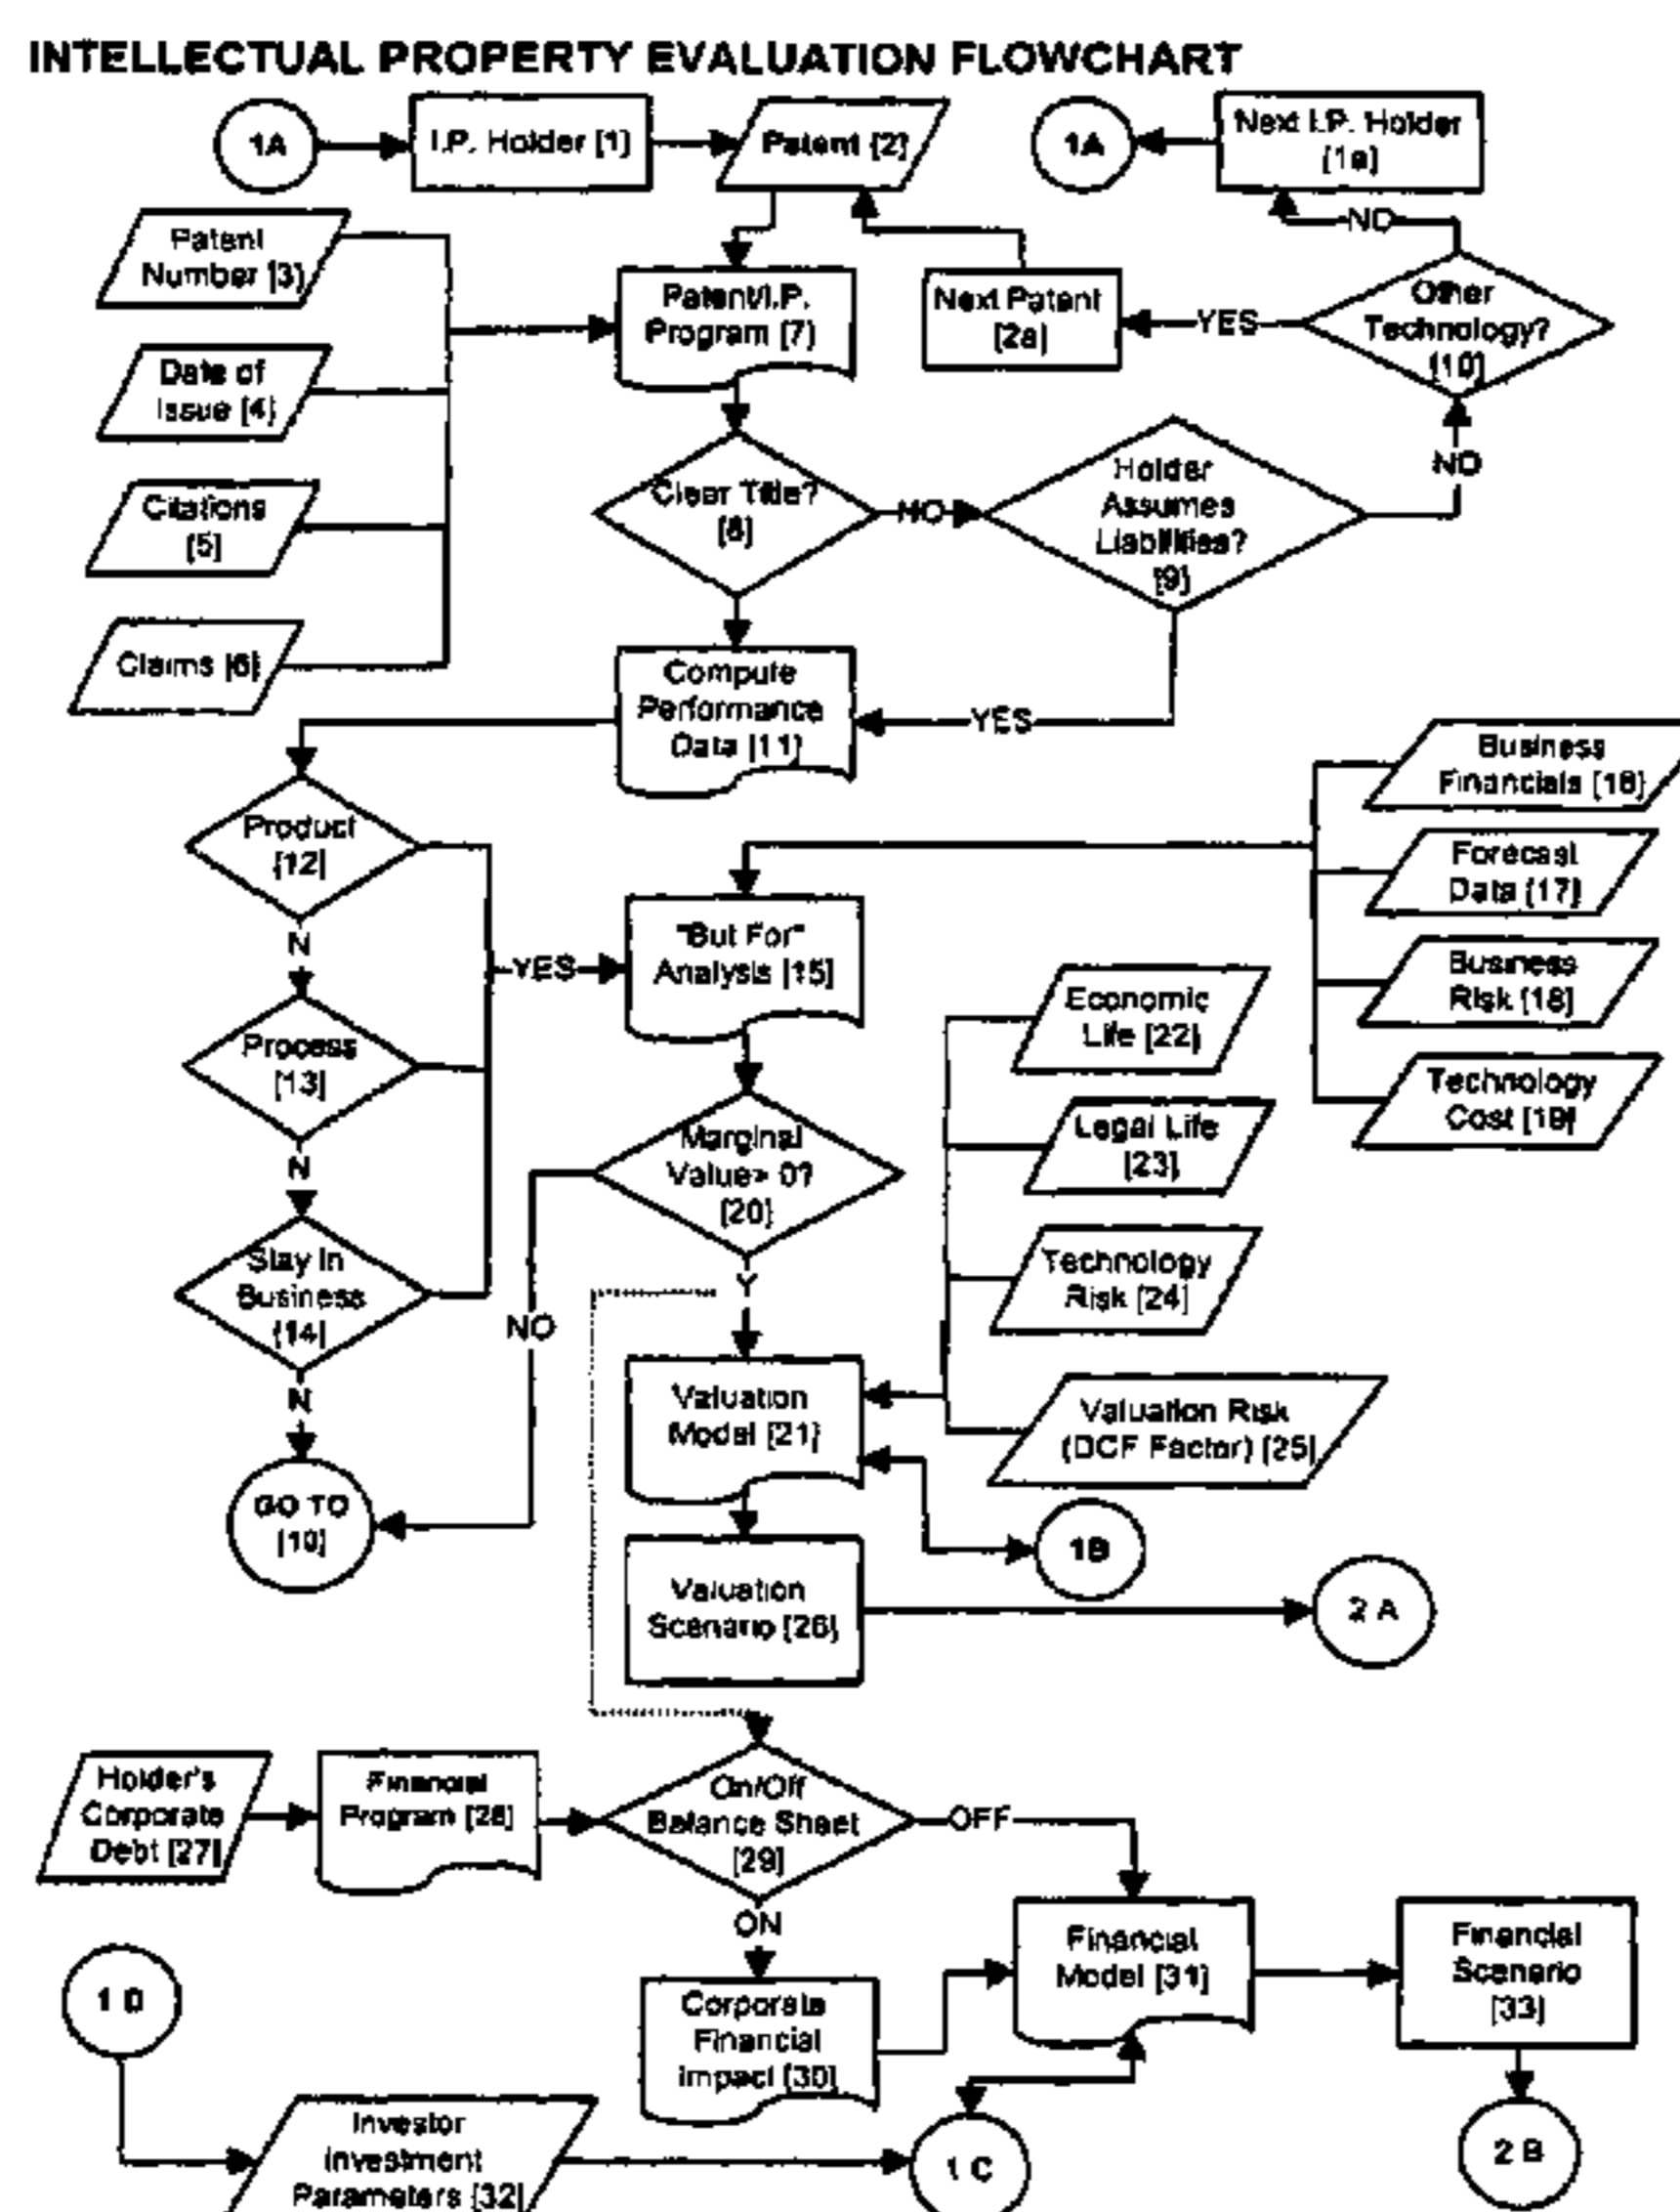 INTELLECTUAL PROPERTY EVALUATION FLOWCHART
1A
I.P. Holder [1]
Patent [2]
1A
Next I.P. Holder
[1a]
NO
Patent
Number [3]
Patent/I.P.
Program [7]
Next Patent
[2a]
YES
Other
Technology?
[10]
Date of
Issue [4]
NO
Clear Title?
[8]
NO
Holder
Assumes
Liabilities?
[9]
Citations
[5]
Claims [6]
Compute
Performance
Data [11]
YES
Business
Financials [16]
Product
[12]
Forecast
Data [17]
N
"But For"
Analysis [15]
YES
Business
Risk [18]
Economic
Life [22]
Process
[13]
Technology
Cost [19]
Marginal
Value> 0?
[20]
Legal Life
[23]
N
Stay In
Business
[14]
Y
Technology
Risk [24]
NO
N
Valuation
Model [21]
Valuation Risk
(DCF Factor) [25]
GO TO
[10]
1B
Valuation
Scenario [26]
2 A
Holder's
Corporate
Debt [27]
Financial
Program [28]
On/Off
Balance Sheet
[29]
OFF
ON
Financial
Model [31]
Financial
Scenario
[33]
1 D
Corporate
Financial
Impact [30]
Investor
Investment
Parameters [32]
1 C
2 B